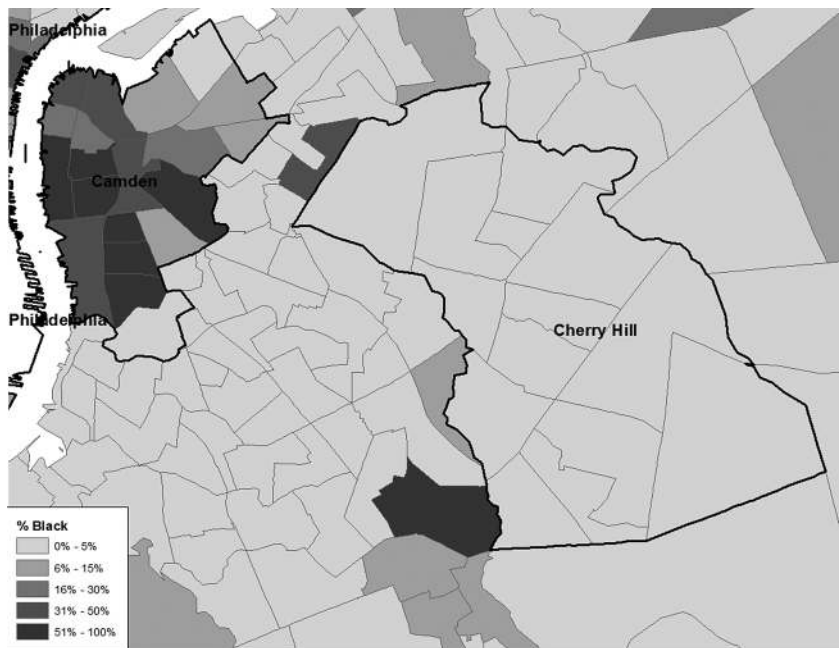 Philadelphia
Camden
Philadelphia
Cherry Hill
% Black
0% - 5%
6% - 15%
16% - 30%
31% - 50%
51% - 100%